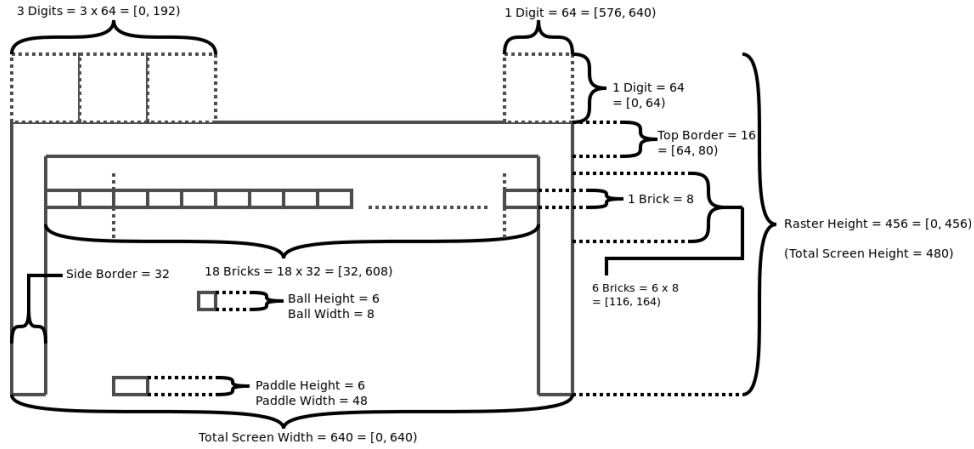 3 Digits = 3 x 64 = [0, 192)
1 Digit = 64 = [576, 640)
1 Digit = 64
= [0, 64)
Top Border = 16
= [64, 80)
1 Brick = 8
Raster Height = 456 = [0, 456)
(Total Screen Height = 480)
Side Border = 32
18 Bricks = 18 x 32 = [32, 608)
6 Bricks = 6 x 8
= [116, 164)
Ball Height = 6
Ball Width = 8
Paddle Height = 6
Paddle Width = 48
Total Screen Width = 640 = [0, 640)